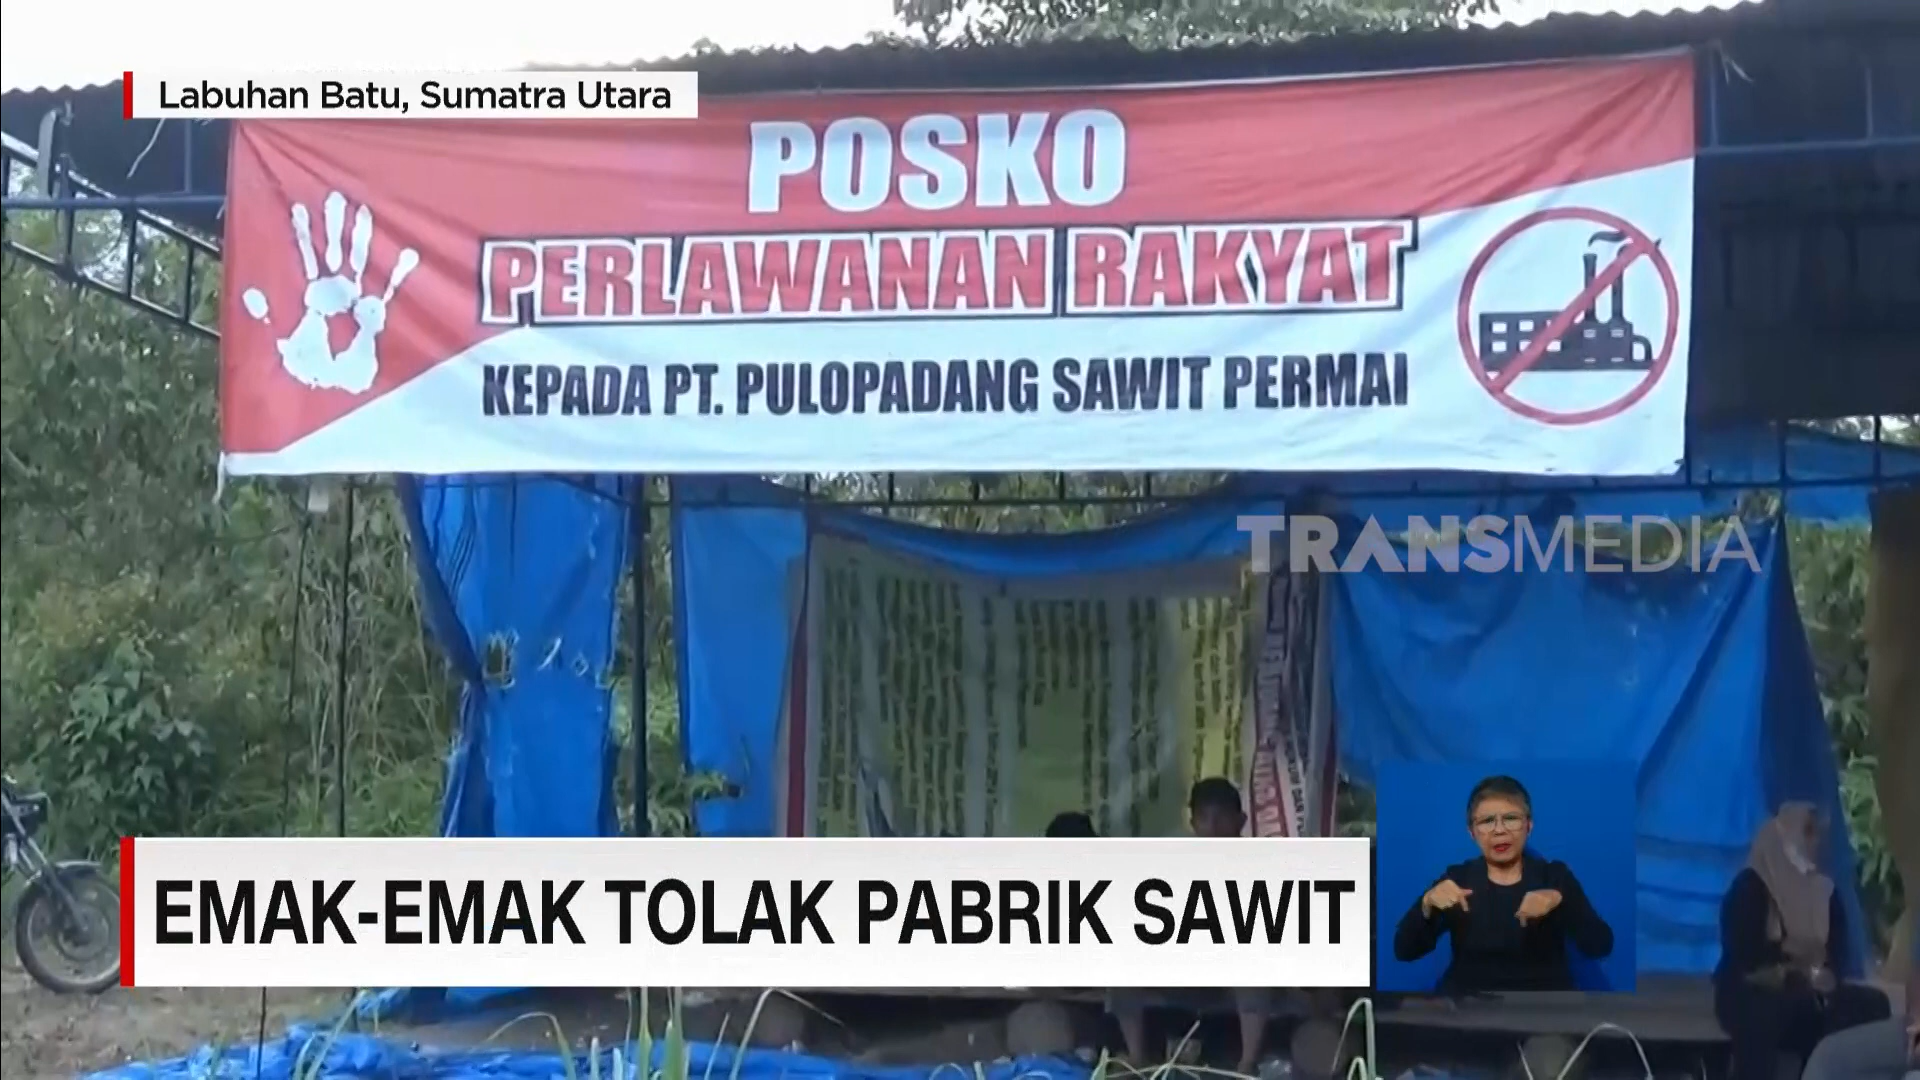 Labuhan Batu, Sumatra Utara
POSKO
PERLAWANAN RAKYAT
KEPADA PT. PULOPADANG SAWIT PERMAI
TRANSMEDIA
EMAK-EMAK TOLAK PABRIK SAWIT